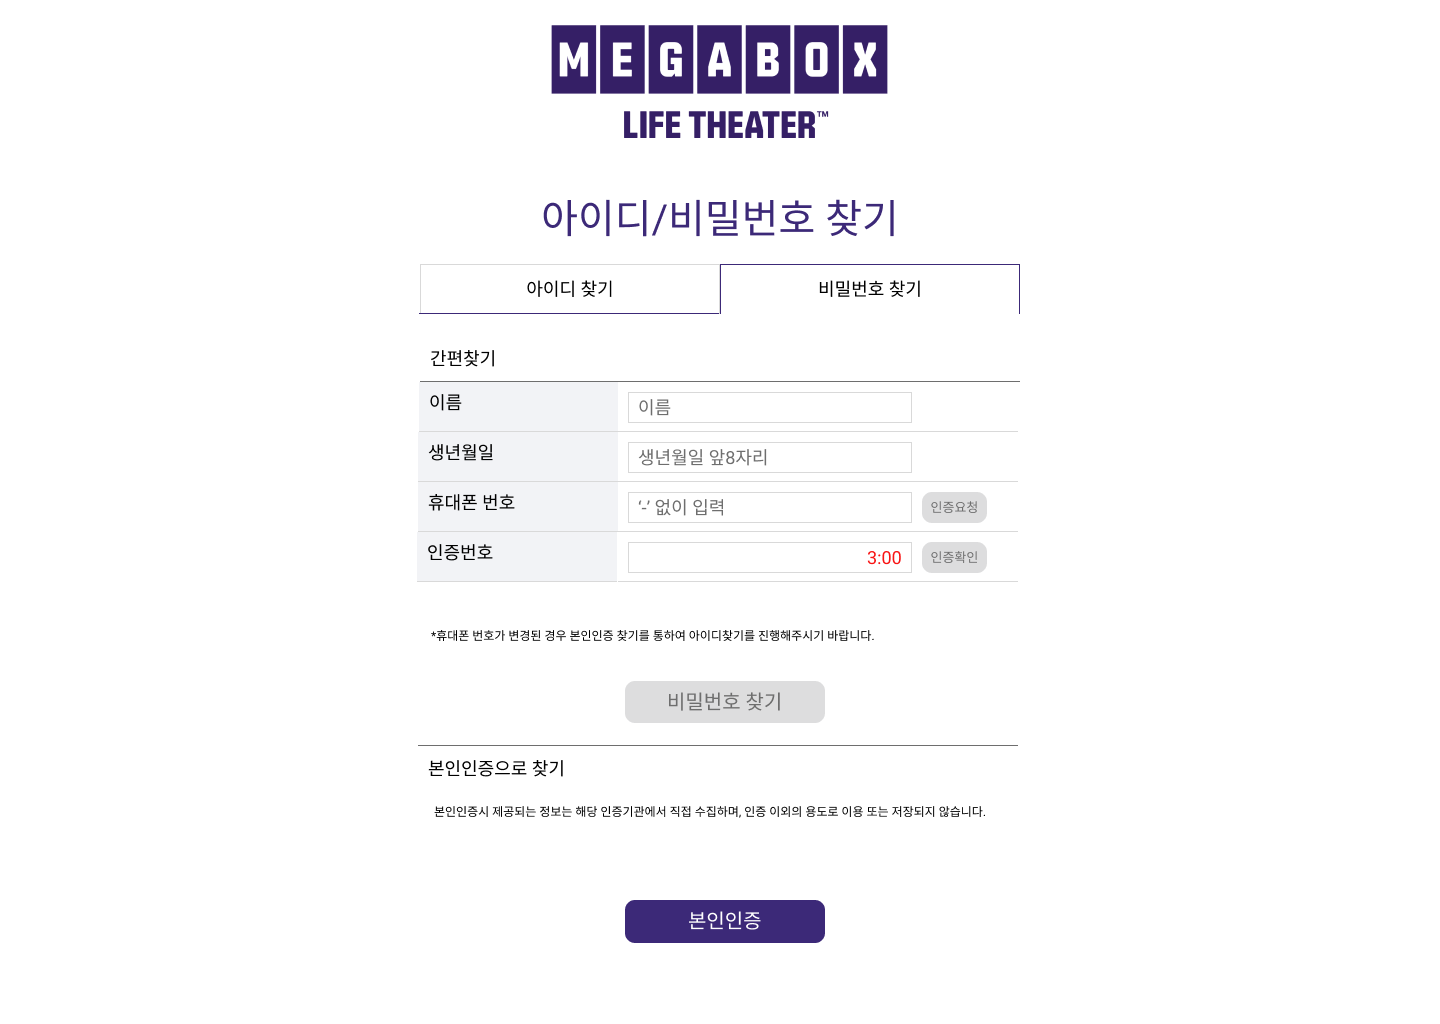 MEGABOX
LIFE THEATER™
아이디/비밀번호 찾기
아이디 찾기
비밀번호 찾기
간편찾기
이름
이름
생년월일
생년월일 앞8자리
휴대폰 번호
‘-‘ 없이 입력
인증요청
인증번호
3:00
인증확인
*휴대폰 번호가 변경된 경우 본인인증 찾기를 통하여 아이디찾기를 진행해주시기 바랍니다.
비밀번호 찾기
본인인증으로 찾기
본인인증시 제공되는 정보는 해당 인증기관에서 직접 수집하며, 인증 이외의 용도로 이용 또는 저장되지 않습니다.
본인인증